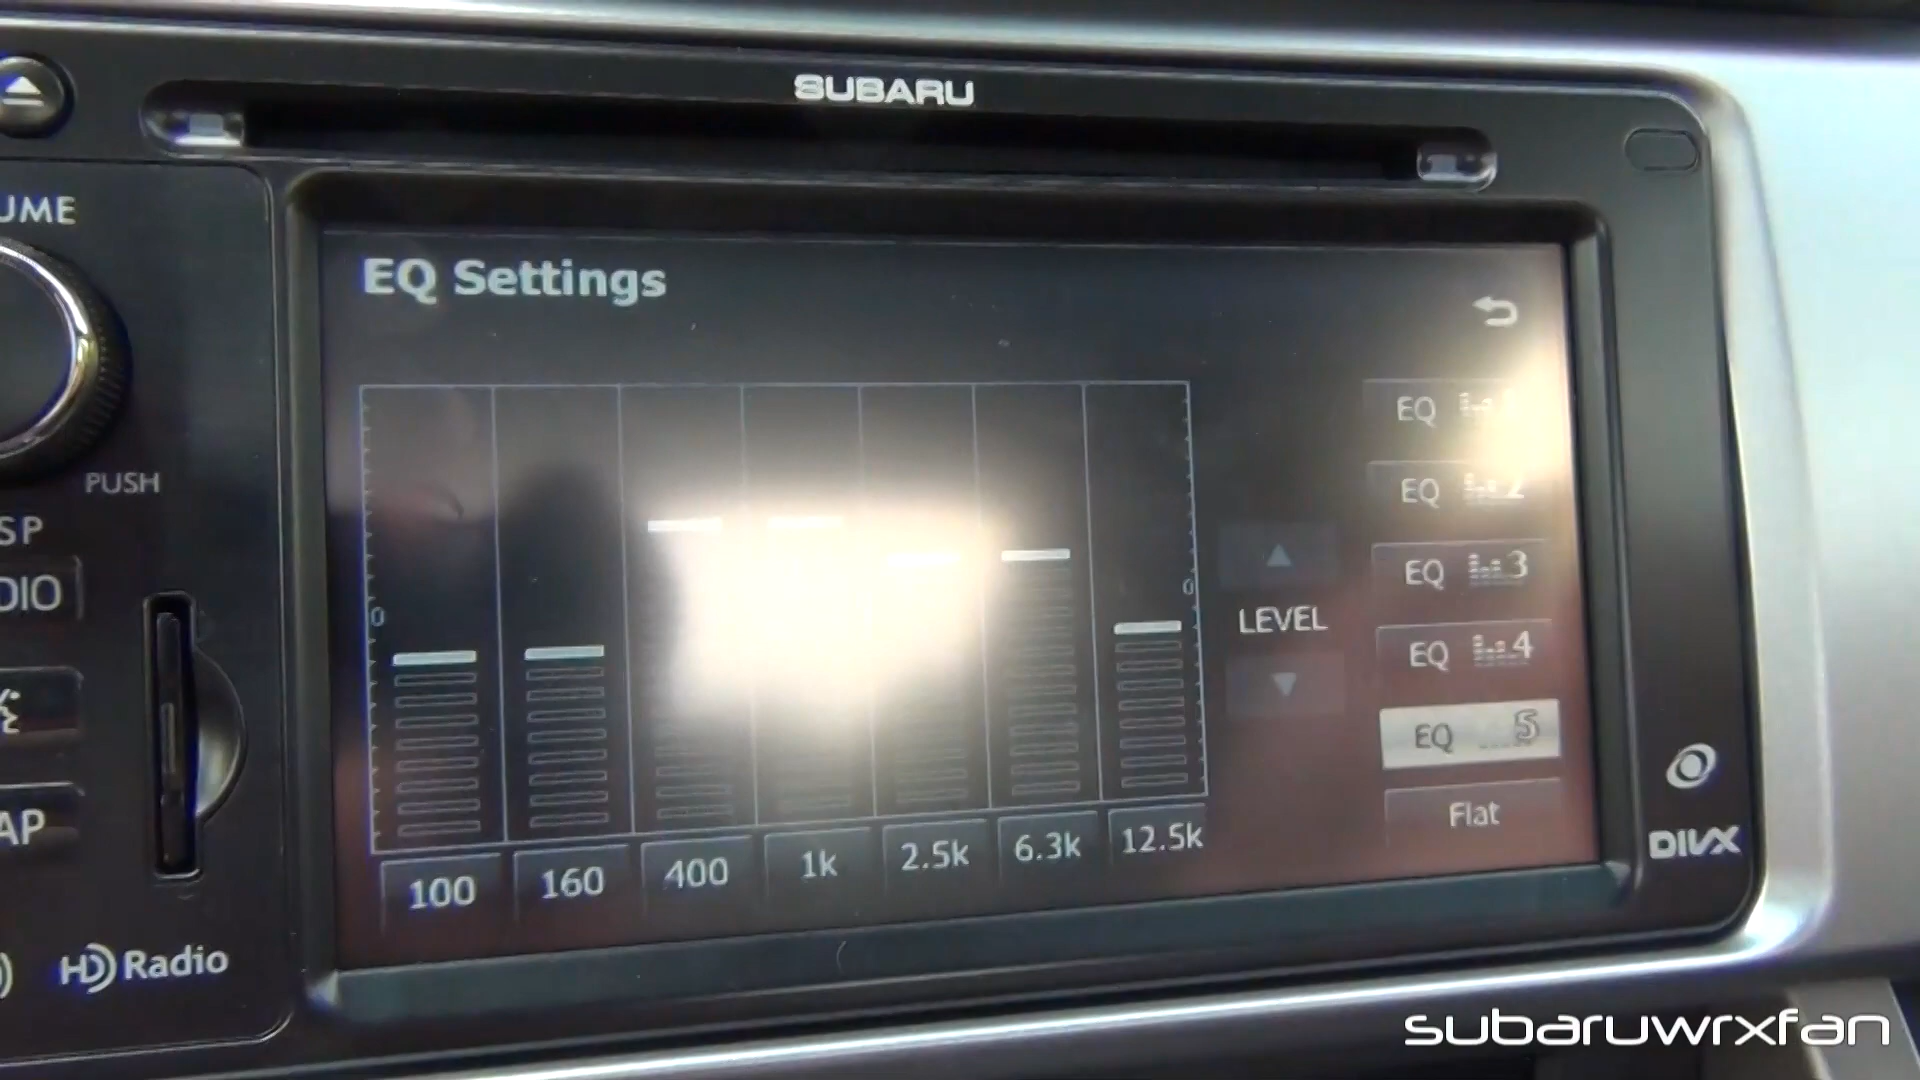 SUBARU
UME
PUSH
SP
DIO
AP
HD Radio
EQ Settings
0
0
LEVEL
100
160
400
1k
2.5k
6.3k
12.5k
EQ
EQ 2
EQ 3
EQ 4
EQ 5
Flat
DIVX
subaruwrxfan